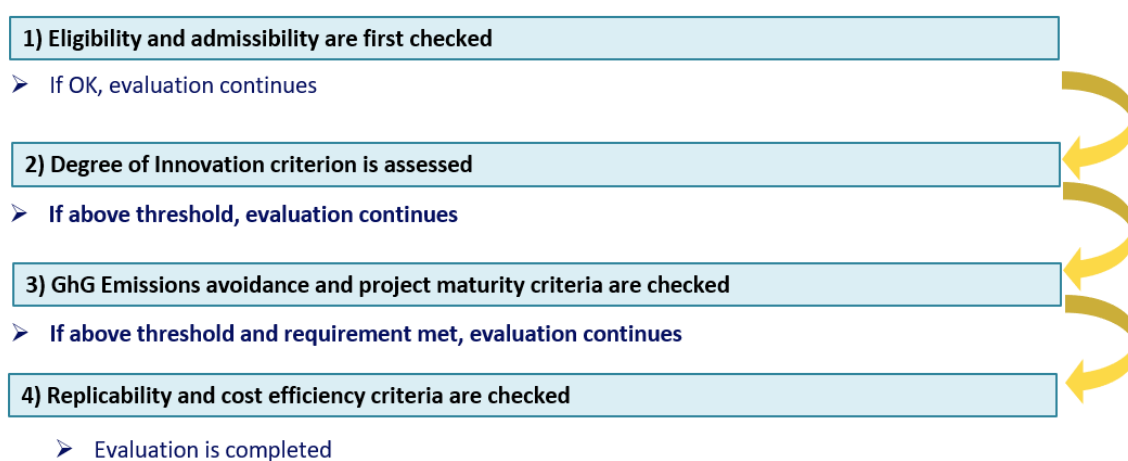 1) Eligibility and admissibility are first checked
➢ If OK, evaluation continues
2) Degree of Innovation criterion is assessed
➢ If above threshold, evaluation continues
3) GhG Emissions avoidance and project maturity criteria are checked
➢ If above threshold and requirement met, evaluation continues
4) Replicability and cost efficiency criteria are checked
➢ Evaluation is completed